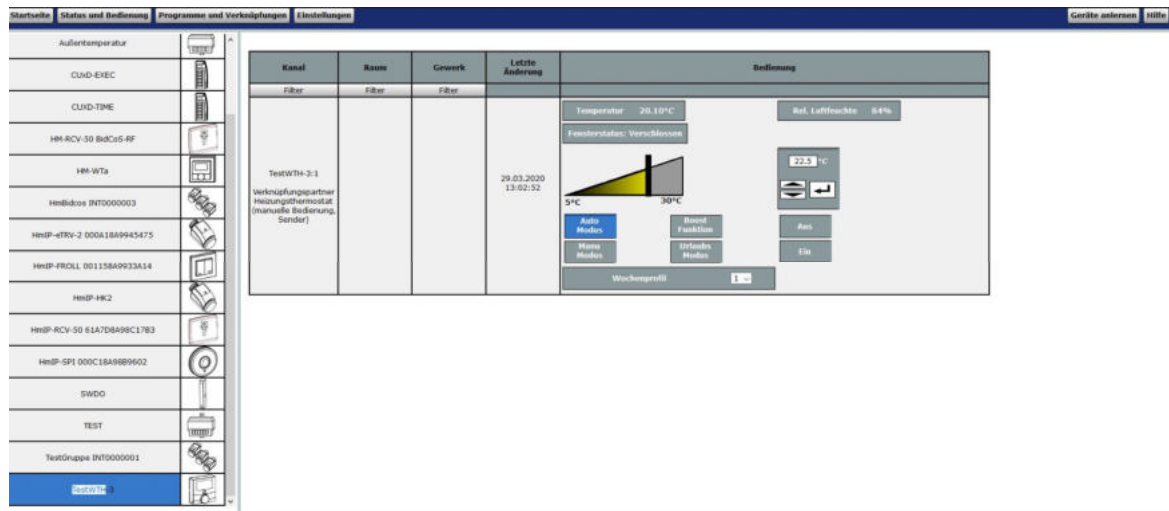 Startseite Status und Bedienung Programme und Verknüpfungen Einstellungen Geräte anlernen Hilfe
Außentemperatur
CUxD-EXEC
CUXD-TIME
HM-RCV-50 BidCoS-RF
HM-WTa
HmBidcos INT0000003
HmIP-eTRV-2 000A18A9945475
HmIP-FROLL 001158A9933A14
HmIP-HK2
HmIP-RCV-50 61A7D8A98C17B3
HmIP-SPI 000C18A98B9602
SWDO
TEST
TestGruppe INT0000001
TestWTH-3
Kanal Raum Gewerk Letzte Änderung Bedienung
Filter Filter Filter
TestWTH-3:1
Verknüpfungspartner
Heizungsthermostat
(manuelle Bedienung,
Sender)
29.03.2020
13:02:52
Temperatur 20.10°C Rel. Luftfeuchte 84%
Fensterstatus: Verschlossen
22.5 °C
5°C 30°C
Auto Modus Boost Funktion Aus
Manu Modus Urlaubs Modus Ein
Wochenprofil 1